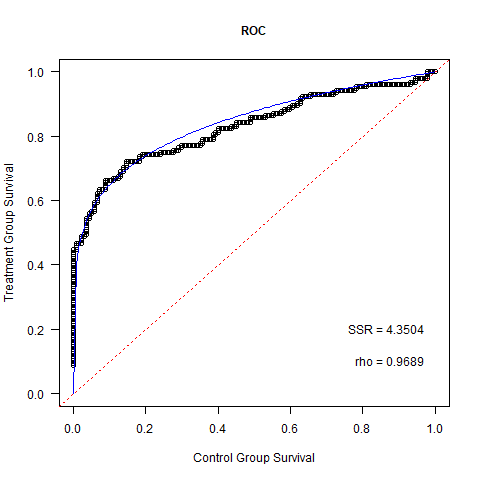 ROC
Treatment Group Survival
1.0
0.8
0.6
0.4
0.2
0.0
SSR = 4.3504
rho = 0.9689
0.0 0.2 0.4 0.6 0.8 1.0
Control Group Survival